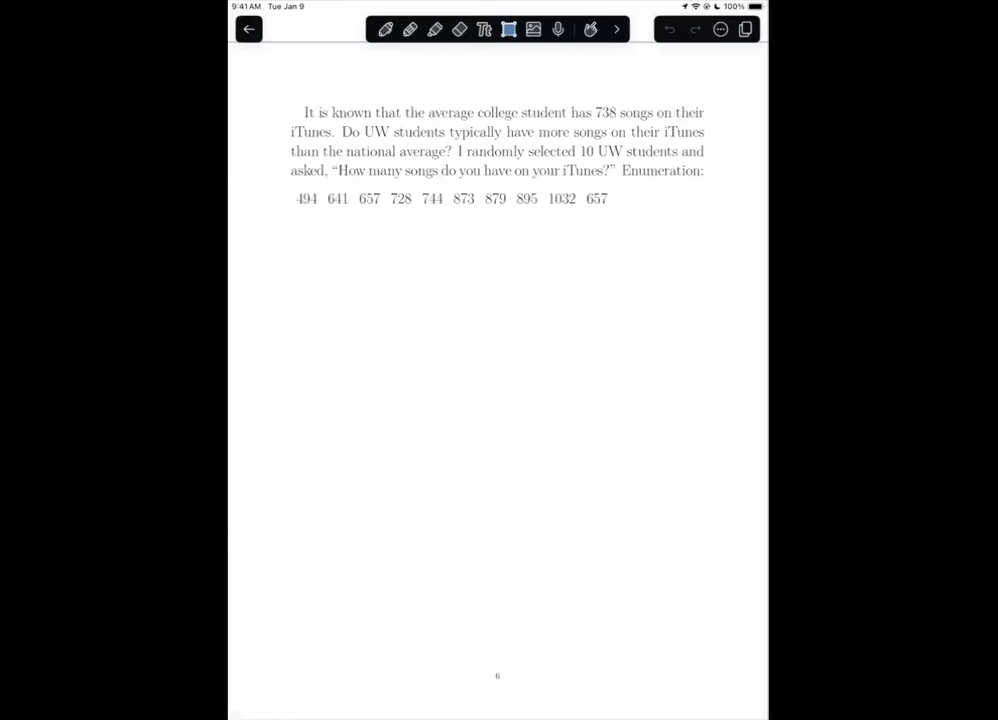 9:41 AM Tue Jan 9
100%
Tt
It is known that the average college student has 738 songs on their
iTunes. Do UW students typically have more songs on their iTunes
than the national average? I randomly selected 10 UW students and
asked, “How many songs do you have on your iTunes?” Enumeration:
494 641 657 728 744 873 879 895 1032 657
6